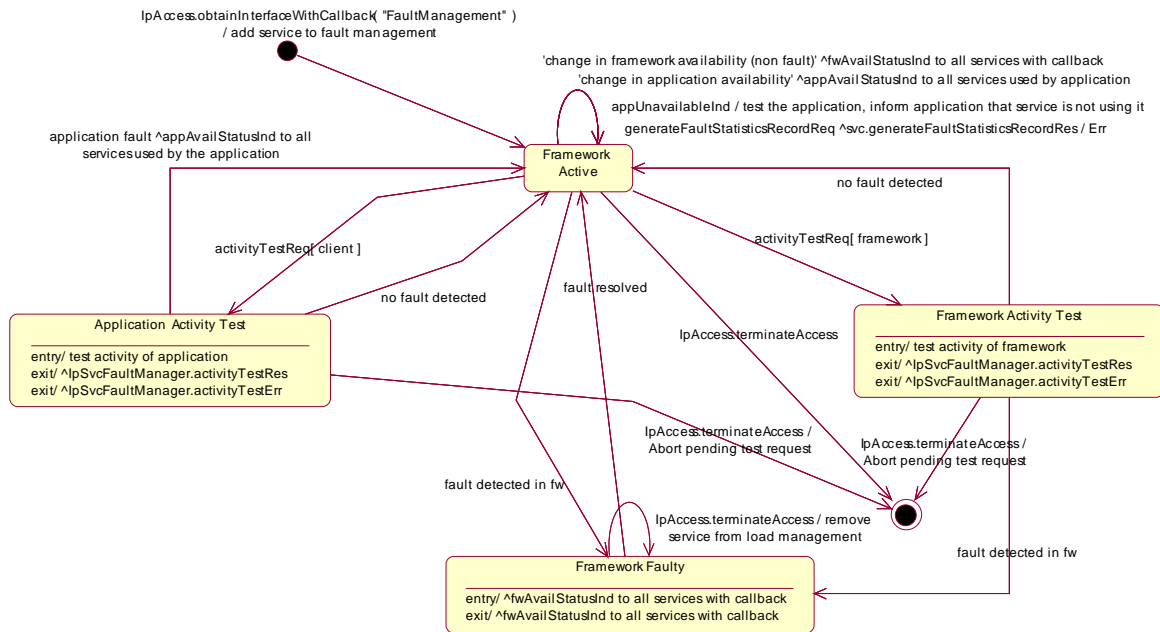 IpAccess.obtainInterfaceWithCallback( "FaultManagement" )
/ add service to fault management
'change in framework availability (non fault)' ^fwAvailStatusInd to all services with callback
'change in application availability' ^appAvailStatusInd to all services used by application
appUnavailableInd / test the application, inform application that service is not using it
generateFaultStatisticsRecordReq ^svc.generateFaultStatisticsRecordRes / Err
application fault ^appAvailStatusInd to all
services used by the application
Framework
Active
no fault detected
activityTestReq[ client ]
activityTestReq[ framework ]
no fault detected
fault resolved
IpAccess.terminateAccess
Application Activity Test
entry/ test activity of application
exit/ ^IpSvcFaultManager.activityTestRes
exit/ ^IpSvcFaultManager.activityTestErr
Framework Activity Test
entry/ test activity of framework
exit/ ^IpSvcFaultManager.activityTestRes
exit/ ^IpSvcFaultManager.activityTestErr
IpAccess.terminateAccess /
Abort pending test request
IpAccess.terminateAccess /
Abort pending test request
fault detected in fw
IpAccess.terminateAccess / remove
service from load management
fault detected in fw
Framework Faulty
entry/ ^fwAvailStatusInd to all services with callback
exit/ ^fwAvailStatusInd to all services with callback